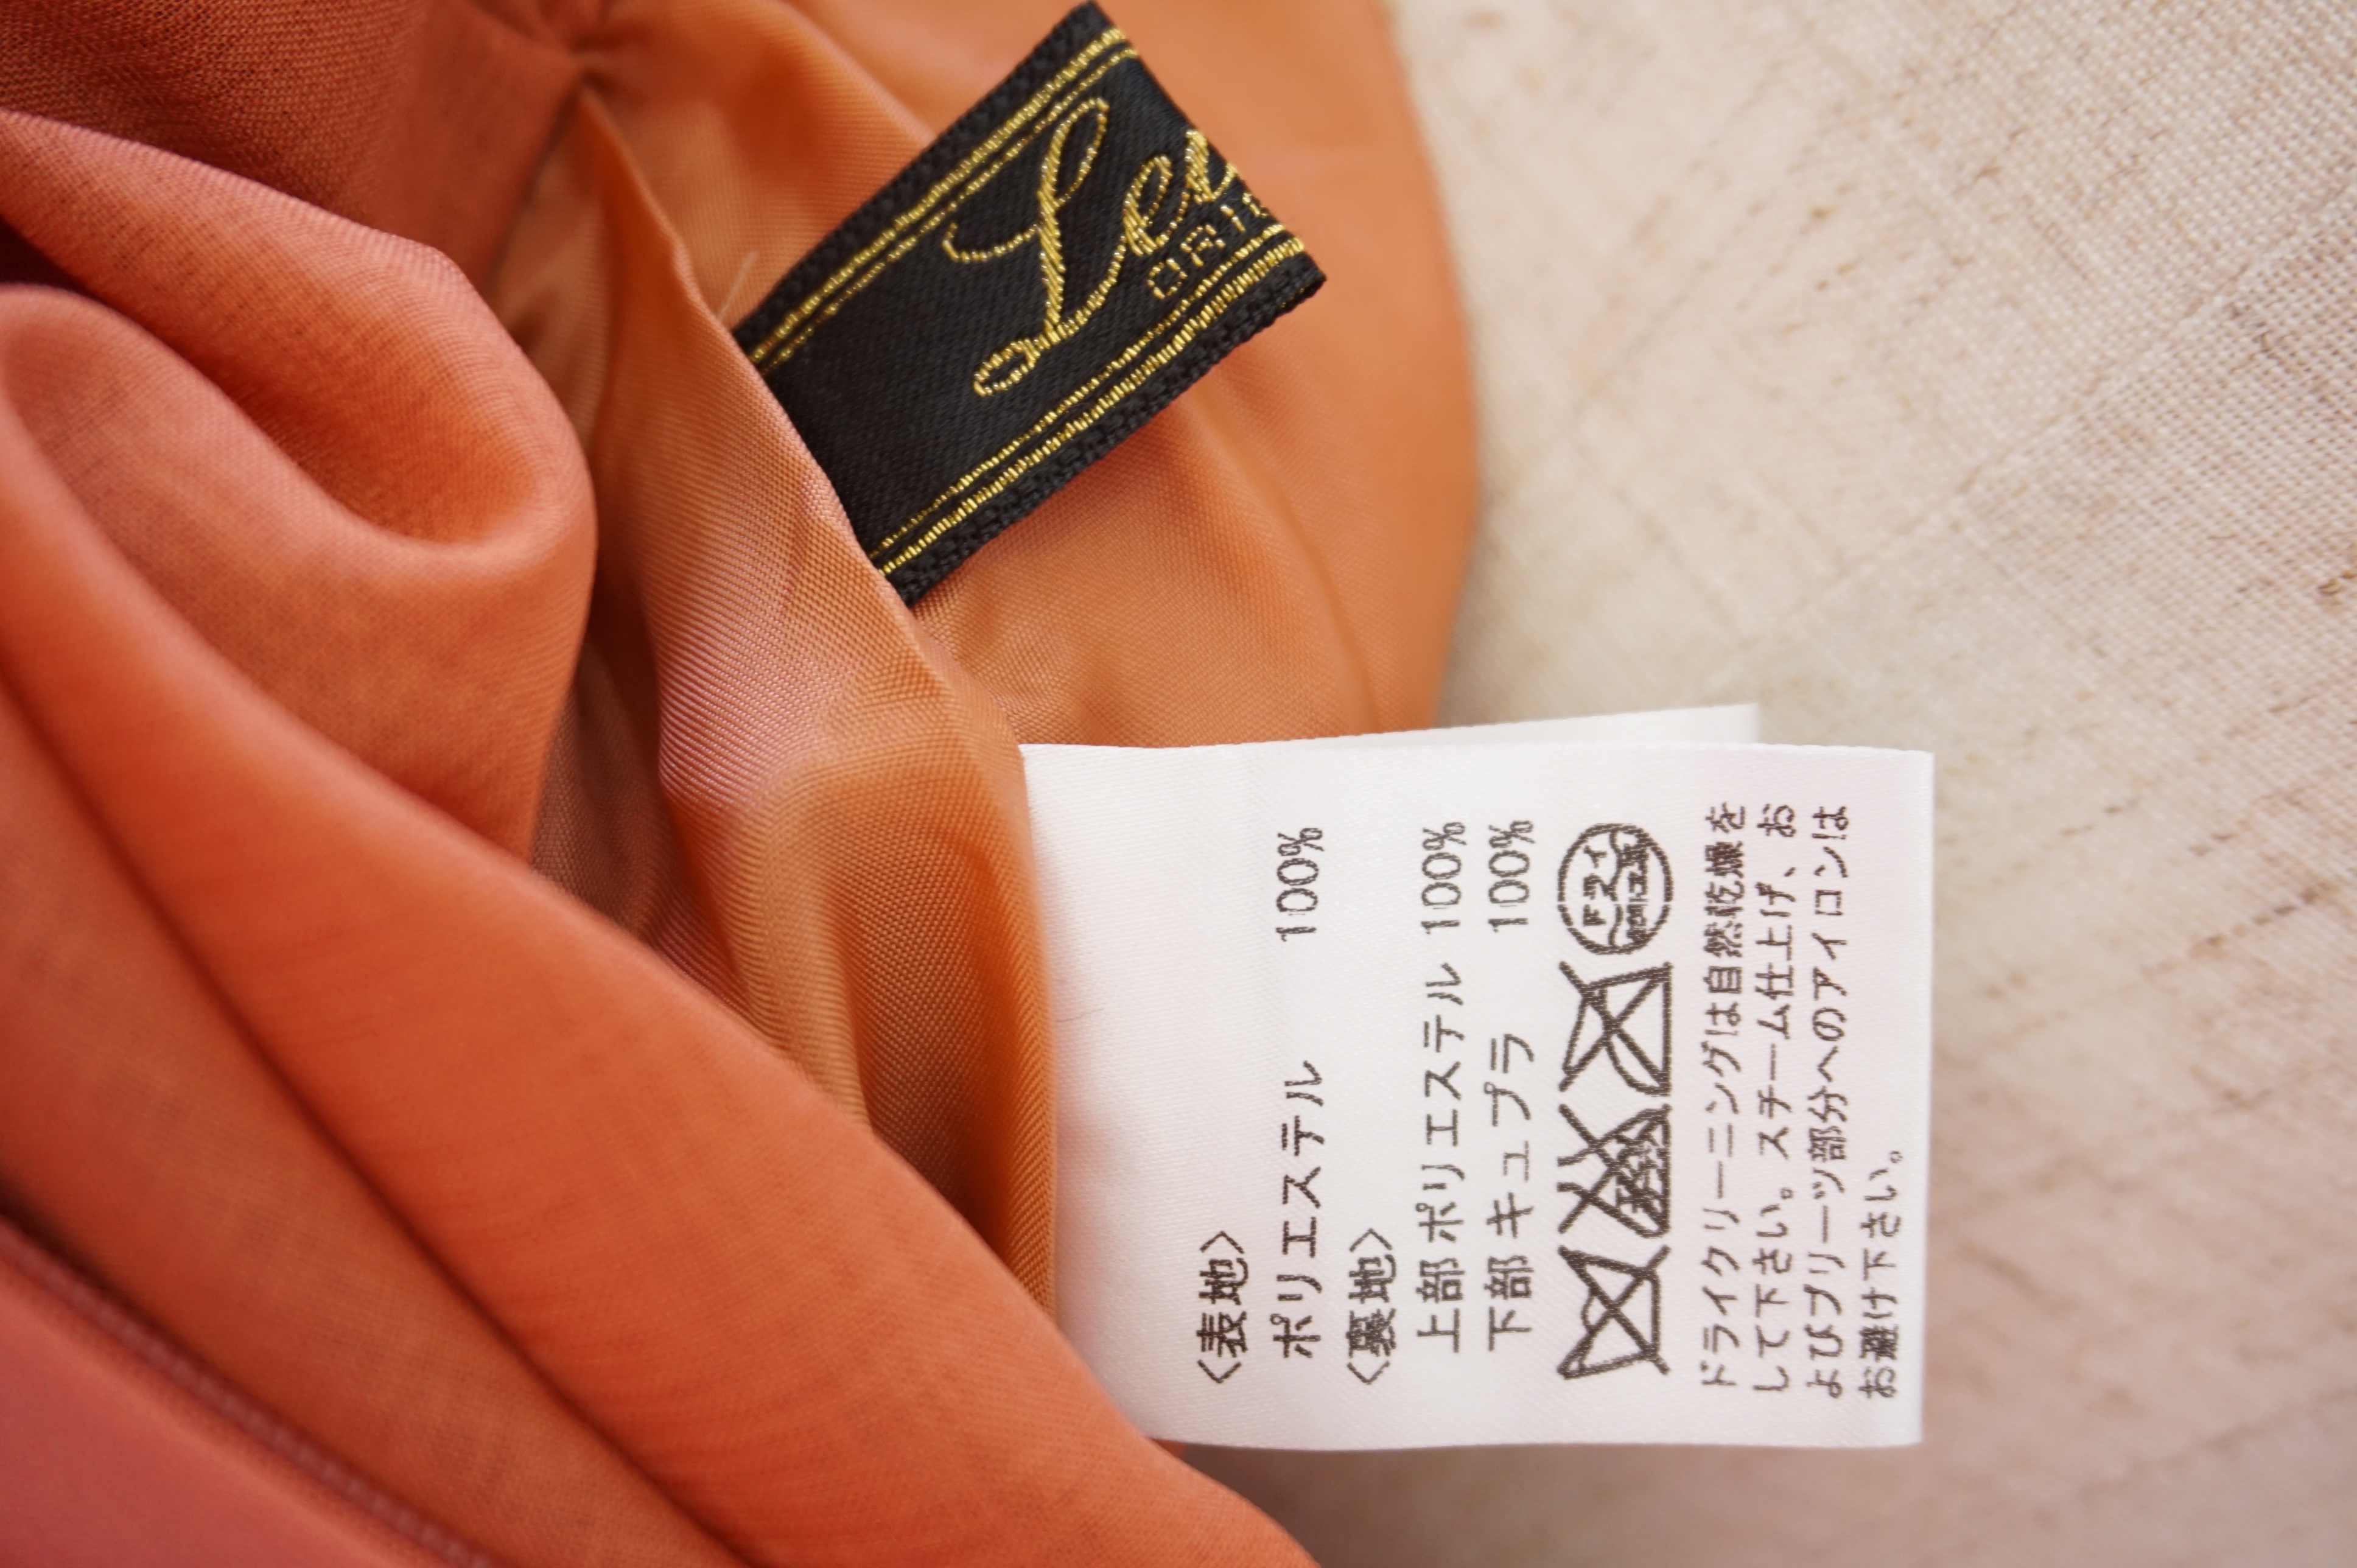 〈表地〉
ポリエステル 100%
〈裏地〉
上部 ポリエステル 100%
下部 キュプラ 100%
ドライ
ドライクリーニングは自然乾燥を
して下さい。スチーム仕上げ、お
よびプリーツ部分へのアイロンは
お避け下さい。